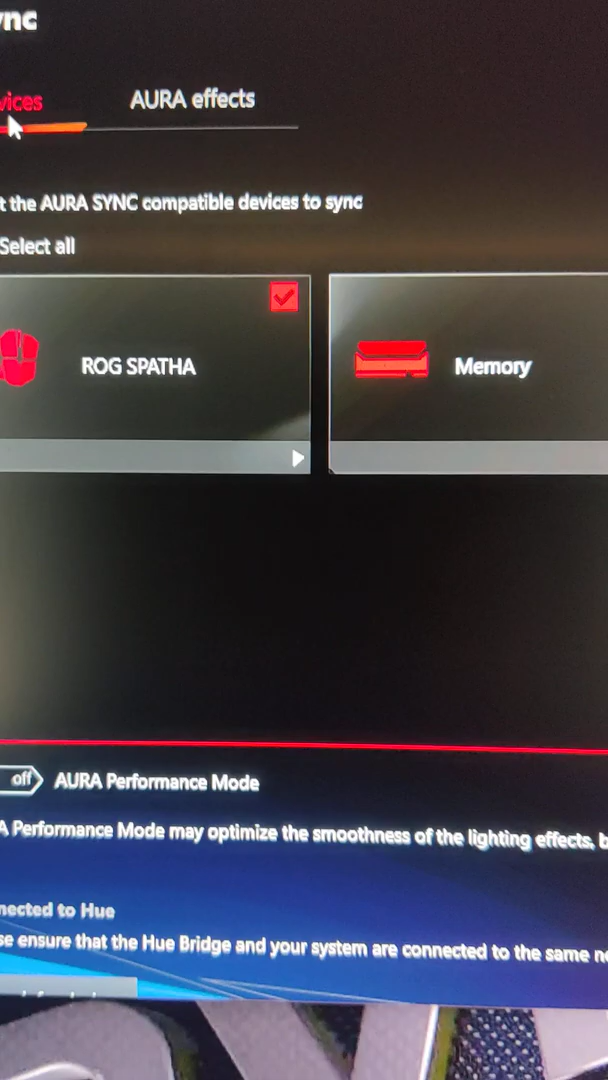 ync
vices AURA effects
t the AURA SYNC compatible devices to sync
Select all
ROG SPATHA Memory
off AURA Performance Mode
A Performance Mode may optimize the smoothness of the lighting effects, b
nected to Hue
se ensure that the Hue Bridge and your system are connected to the same ne